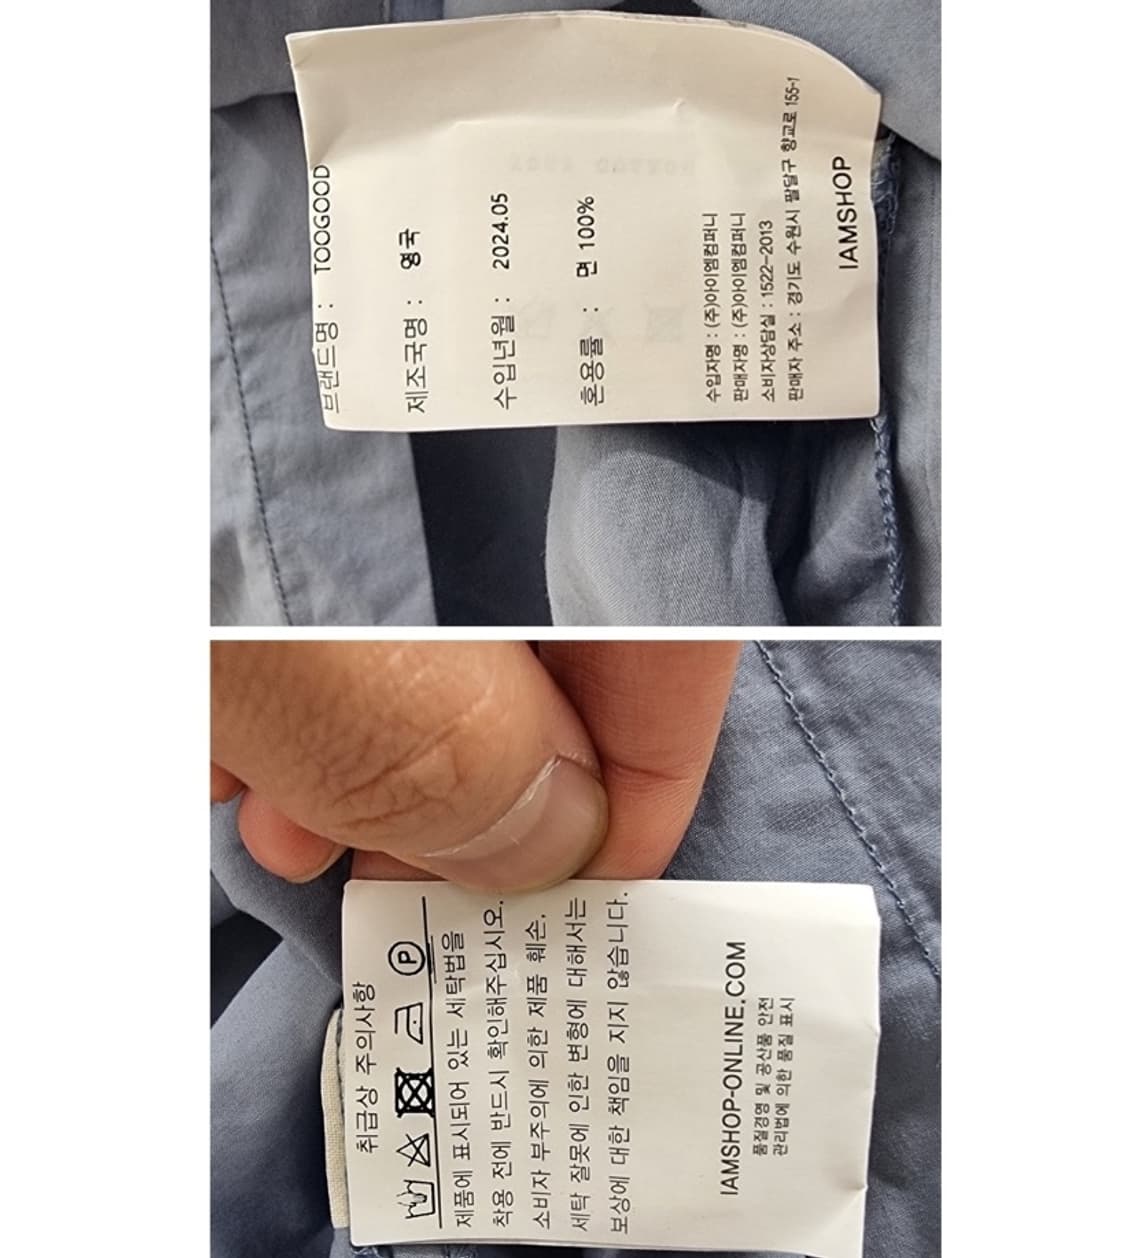 브랜드명 : TOOGOOD
제조국명 : 영국
수입년월 : 2024.05
혼용률 : 면 100%
수입자명 : (주)아이엠컴퍼니
판매자명 : (주)아이엠컴퍼니
소비자상담실 : 1522-2013
판매자 주소 : 경기도 수원시 팔달구 향교로 155-1
IAMSHOP
취급상 주의사항
P
제품에 표시되어 있는 세탁법을
착용 전에 반드시 확인해주십시오.
소비자 부주의에 의한 제품 훼손,
세탁 잘못에 인한 변형에 대해서는
보상에 대한 책임을 지지 않습니다.
IAMSHOP-ONLINE.COM
품질경영 및 공산품 안전
관리법에 의한 품질 표시